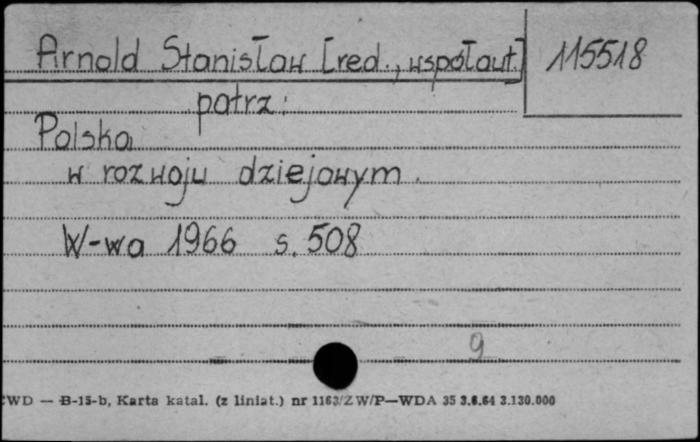 Arnold Stanisław [red., współaut.] 115518
patrz:
Polska
w rozwoju dziejowym.
W-wa 1966 s. 508
9
CWD — B-15-b, Karta katal. (z liniat.) nr 1163/ZW/P—WDA 35 3.8.64 3.130.000